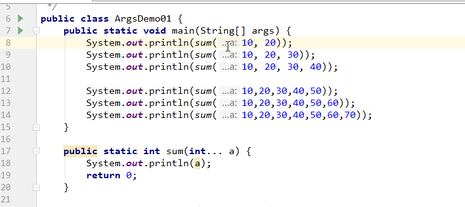 5 */
6 public class ArgsDemo01 {
7 public static void main(String[] args) {
8 System.out.println(sum( ...a: 10, 20));
9 System.out.println(sum( ...a: 10, 20, 30));
10 System.out.println(sum( ...a: 10, 20, 30, 40));
11
12 System.out.println(sum( ...a: 10,20,30,40,50));
13 System.out.println(sum( ...a: 10,20,30,40,50,60));
14 System.out.println(sum( ...a: 10,20,30,40,50,60,70));
15 }
16
17 public static int sum(int... a) {
18 System.out.println(a);
19 return 0;
20 }
21